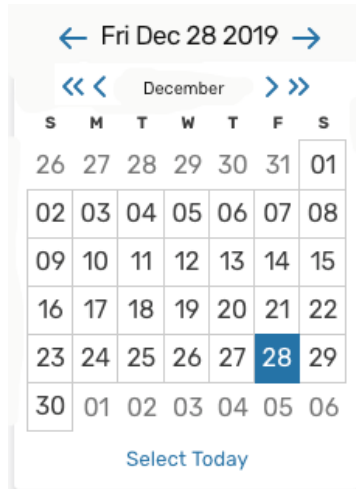 ← Fri Dec 28 2019 →
« < December > »
S M T W T F S
26 27 28 29 30 31 01
02 03 04 05 06 07 08
09 10 11 12 13 14 15
16 17 18 19 20 21 22
23 24 25 26 27 28 29
30 01 02 03 04 05 06
Select Today